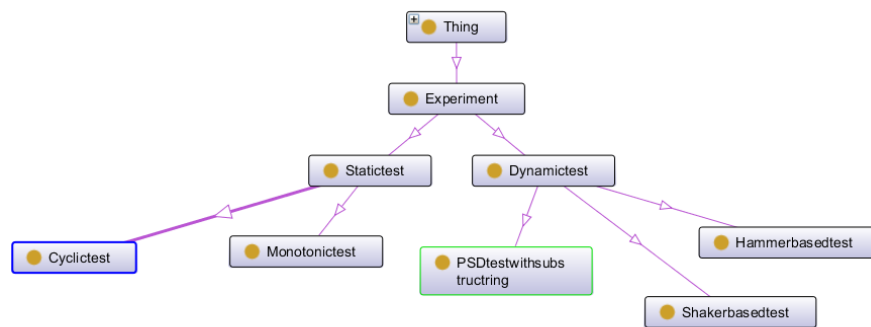 Thing
Experiment
Statictest
Dynamictest
Cyclictest
Monotonictest
PSDtestwithsubs
tructring
Hammerbasedtest
Shakerbasedtest